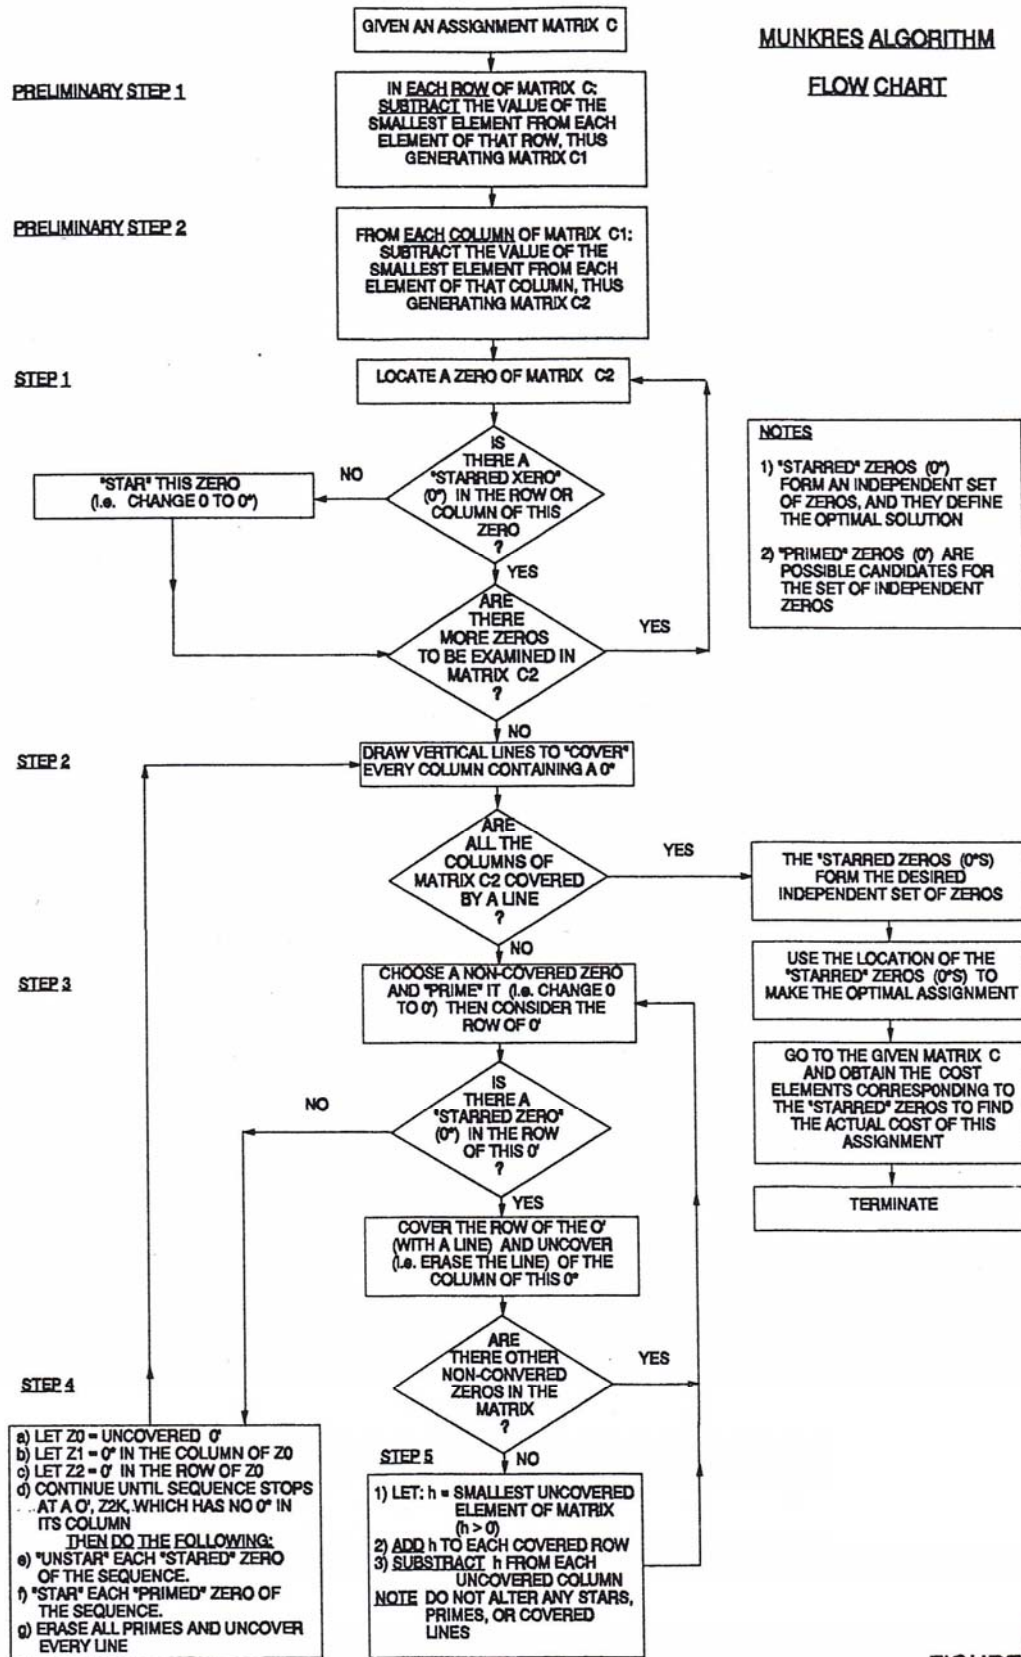 GIVEN AN ASSIGNMENT MATRIX C
MUNKRES ALGORITHM
FLOW CHART
PRELIMINARY STEP 1
IN EACH ROW OF MATRIX C:
SUBTRACT THE VALUE OF THE
SMALLEST ELEMENT FROM EACH
ELEMENT OF THAT ROW, THUS
GENERATING MATRIX C1
PRELIMINARY STEP 2
FROM EACH COLUMN OF MATRIX C1:
SUBTRACT THE VALUE OF THE
SMALLEST ELEMENT FROM EACH
ELEMENT OF THAT COLUMN, THUS
GENERATING MATRIX C2
STEP 1
LOCATE A ZERO OF MATRIX C2
IS
THERE A
"STARRED XERO"
(0*) IN THE ROW OR
COLUMN OF THIS
ZERO
?
NO
"STAR" THIS ZERO
(i.e. CHANGE 0 TO 0*)
YES
ARE
THERE
MORE ZEROS
TO BE EXAMINED IN
MATRIX C2
?
YES
NO
NOTES
1) "STARRED" ZEROS (0*)
FORM AN INDEPENDENT SET
OF ZEROS, AND THEY DEFINE
THE OPTIMAL SOLUTION
2) "PRIMED" ZEROS (0') ARE
POSSIBLE CANDIDATES FOR
THE SET OF INDEPENDENT
ZEROS
STEP 2
DRAW VERTICAL LINES TO "COVER"
EVERY COLUMN CONTAINING A 0*
ARE
ALL THE
COLUMNS OF
MATRIX C2 COVERED
BY A LINE
?
YES
NO
THE "STARRED ZEROS (0*S)
FORM THE DESIRED
INDEPENDENT SET OF ZEROS
USE THE LOCATION OF THE
"STARRED" ZEROS (0*S) TO
MAKE THE OPTIMAL ASSIGNMENT
GO TO THE GIVEN MATRIX C
AND OBTAIN THE COST
ELEMENTS CORRESPONDING TO
THE "STARRED" ZEROS TO FIND
THE ACTUAL COST OF THIS
ASSIGNMENT
TERMINATE
STEP 3
CHOOSE A NON-COVERED ZERO
AND "PRIME" IT (i.e. CHANGE 0
TO 0') THEN CONSIDER THE
ROW OF 0'
IS
THERE A
"STARRED ZERO"
(0*) IN THE ROW
OF THIS 0'
?
NO
YES
COVER THE ROW OF THE 0'
(WITH A LINE) AND UNCOVER
(i.e. ERASE THE LINE) OF THE
COLUMN OF THIS 0*
ARE
THERE OTHER
NON-CONVERED
ZEROS IN THE
MATRIX
?
YES
NO
STEP 4
a) LET Z0 = UNCOVERED 0'
b) LET Z1 = 0* IN THE COLUMN OF Z0
c) LET Z2 = 0' IN THE ROW OF Z0
d) CONTINUE UNTIL SEQUENCE STOPS
AT A 0', Z2K, WHICH HAS NO 0* IN
ITS COLUMN
THEN DO THE FOLLOWING:
e) "UNSTAR" EACH "STARED" ZERO
OF THE SEQUENCE.
f) "STAR" EACH "PRIMED" ZERO OF
THE SEQUENCE.
g) ERASE ALL PRIMES AND UNCOVER
EVERY LINE
STEP 5
1) LET: h = SMALLEST UNCOVERED
ELEMENT OF MATRIX
(h > 0)
2) ADD h TO EACH COVERED ROW
3) SUBSTRACT h FROM EACH
UNCOVERED COLUMN
NOTE DO NOT ALTER ANY STARS,
PRIMES, OR COVERED
LINES